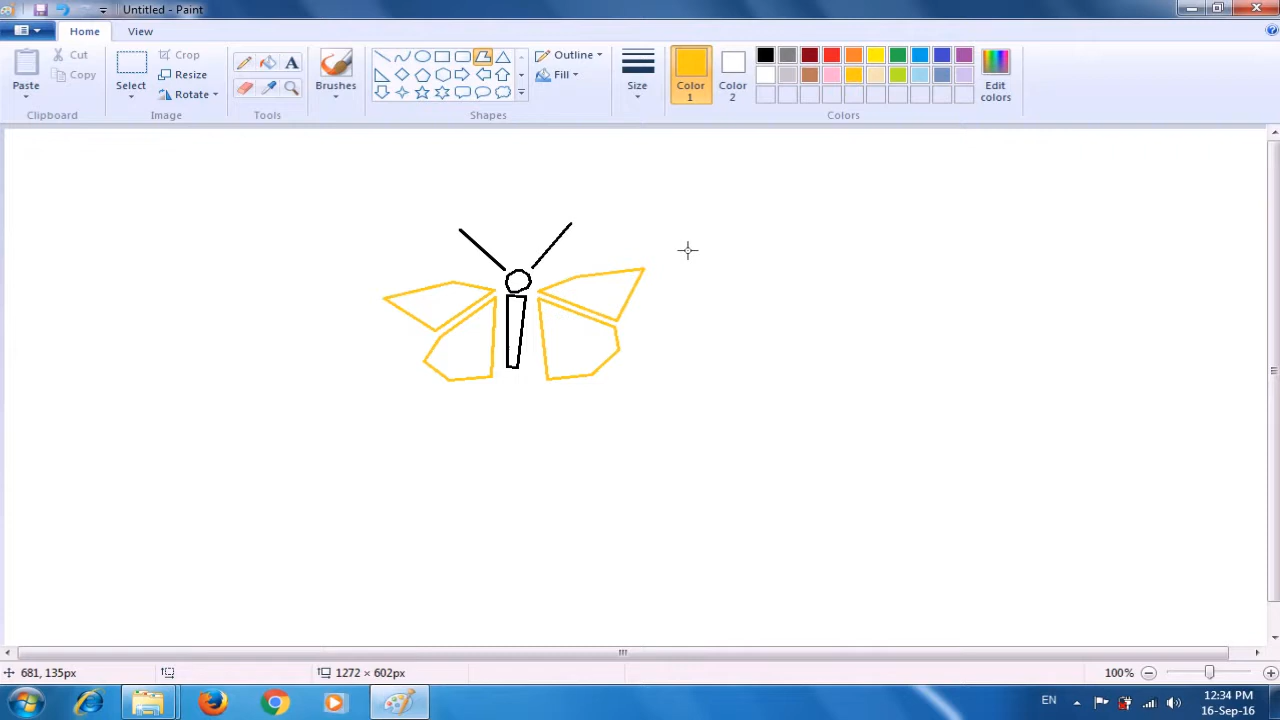 Untitled - Paint
Home View
Cut
Copy
Paste
Clipboard
Select
Crop
Resize
Rotate
Image
A
Tools
Brushes
Shapes
Outline
Fill
Size
Color
1
Color
2
Edit
colors
Colors
681, 135px
1272 × 602px
100%
EN
12:34 PM
16-Sep-16